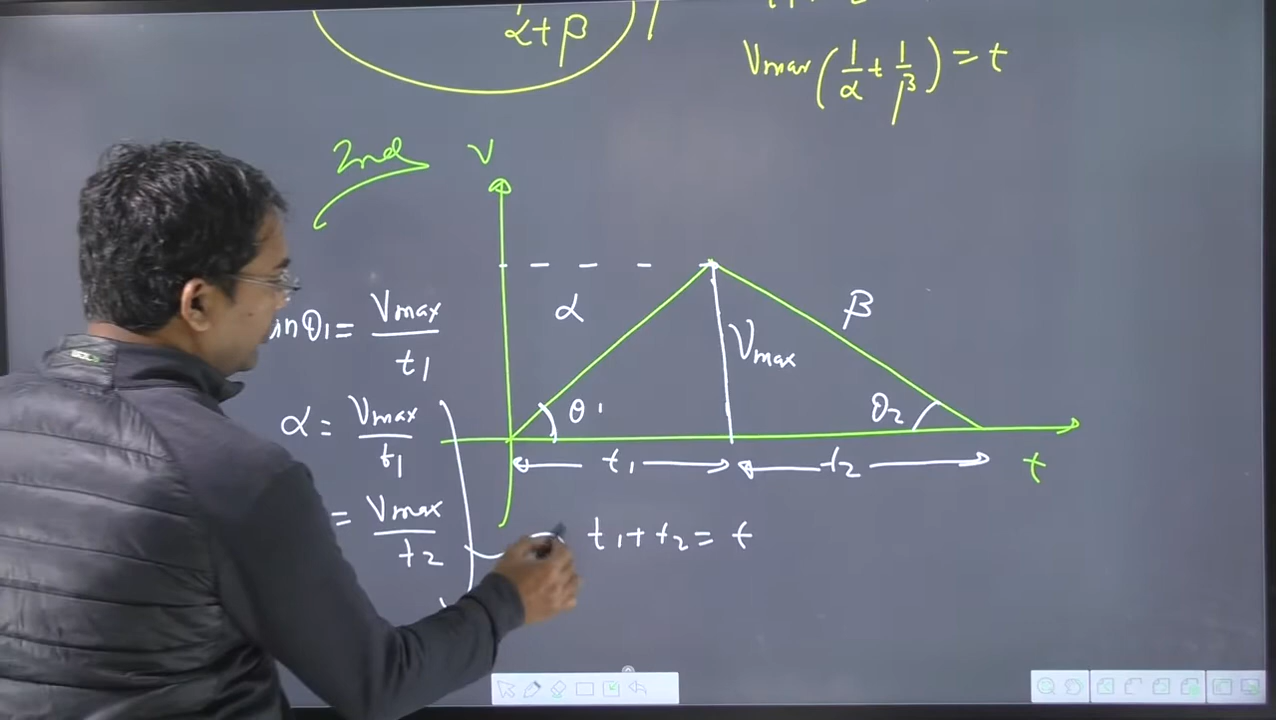 α+β
Vmax(1/α + 1/β) = t
2nd
V
α
β
inθ1 = Vmax/t1
Vmax
α = Vmax/t1
θ1
θ2
t1
t2
t
= Vmax/t2
t1+t2 = t